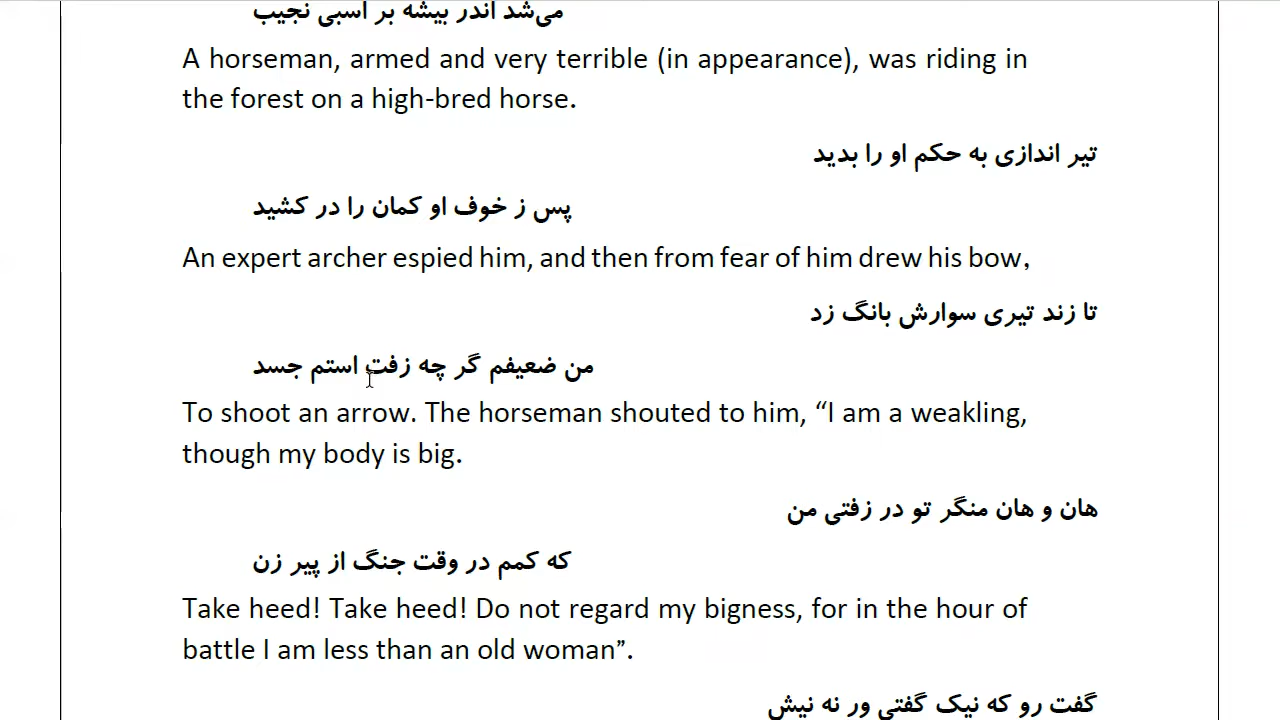 می‌شد اندر بیشه بر اسبی نجیب
A horseman, armed and very terrible (in appearance), was riding in
the forest on a high-bred horse.
تیر اندازی به حکم او را بدید
پس ز خوف او کمان را در کشید
An expert archer espied him, and then from fear of him drew his bow,
تا زند تیری سوارش بانگ زد
من ضعیفم گر چه زفت استم جسد
To shoot an arrow. The horseman shouted to him, “I am a weakling,
though my body is big.
هان و هان منگر تو در زفتی من
که کمم در وقت جنگ از پیر زن
Take heed! Take heed! Do not regard my bigness, for in the hour of
battle I am less than an old woman”.
گفت رو که نیک گفتی ور نه نیش